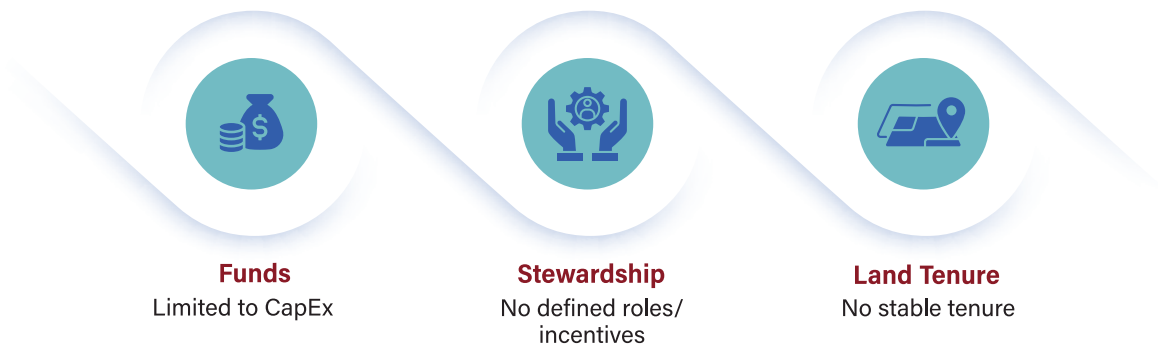 $
Funds
Limited to CapEx
Stewardship
No defined roles/
incentives
Land Tenure
No stable tenure